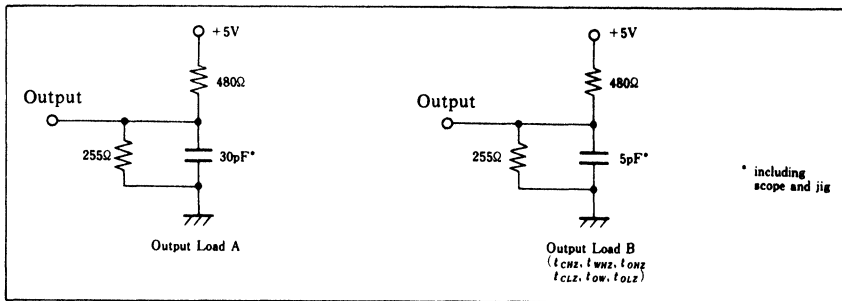 +5V
480Ω
Output
255Ω
30pF*
Output Load A
+5V
480Ω
Output
255Ω
5pF*
Output Load B
(tCHZ, tWHZ, tOHZ
tCLZ, tOW, tOLZ)
* including
scope and jig